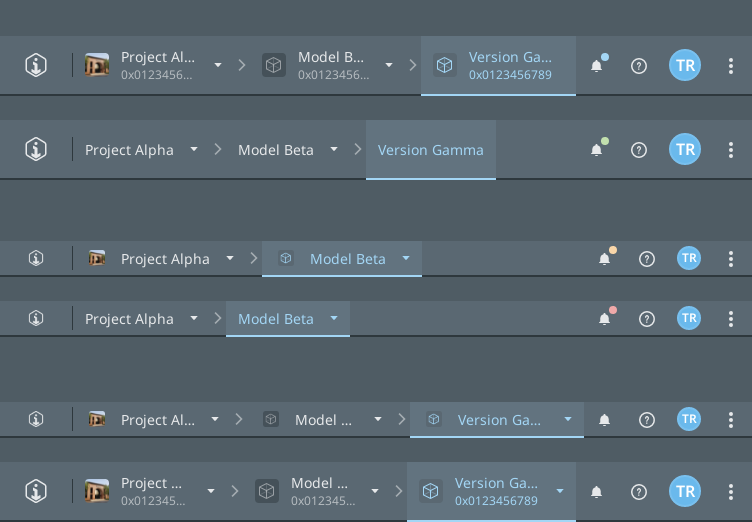 Project Al... Model B... Version Ga...
0x0123456... 0x0123456... 0x0123456789 TR
Project Alpha Model Beta Version Gamma TR
Project Alpha Model Beta TR
Project Alpha Model Beta TR
Project Al... Model ... Version Ga... TR
Project ... Model ... Version Ga...
0x012345... 0x012345... 0x0123456789 TR